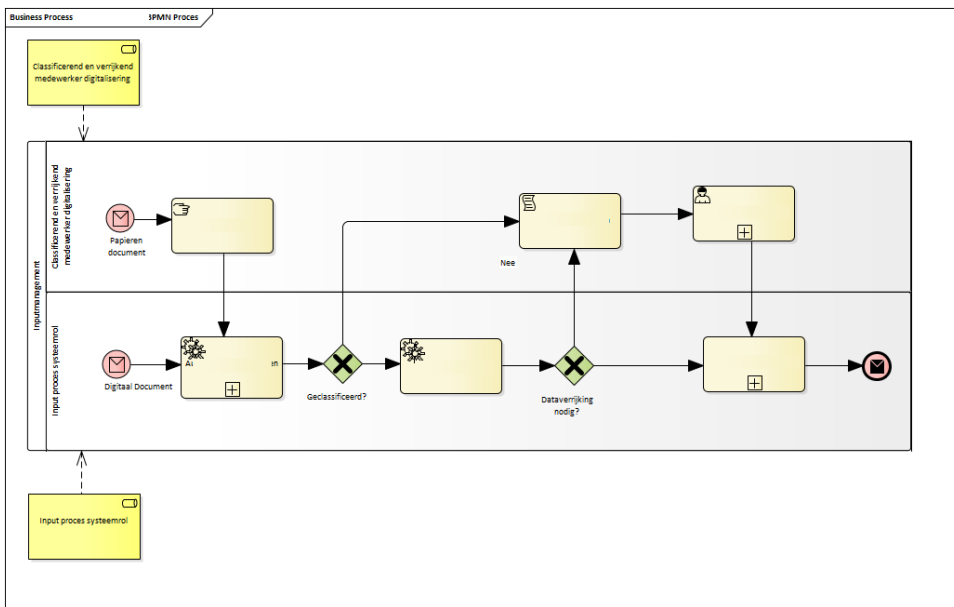 Business Process
BPMN Proces
Classificerend en verrijkend
medewerker digitalisering
Inputmanagement
Classificerend en verrijkend
medewerker digitalisering
Papieren
document
Nee
Input proces systeemrol
Digitaal Document
Geclassificeerd?
Dataverrijking
nodig?
Input proces systeemrol